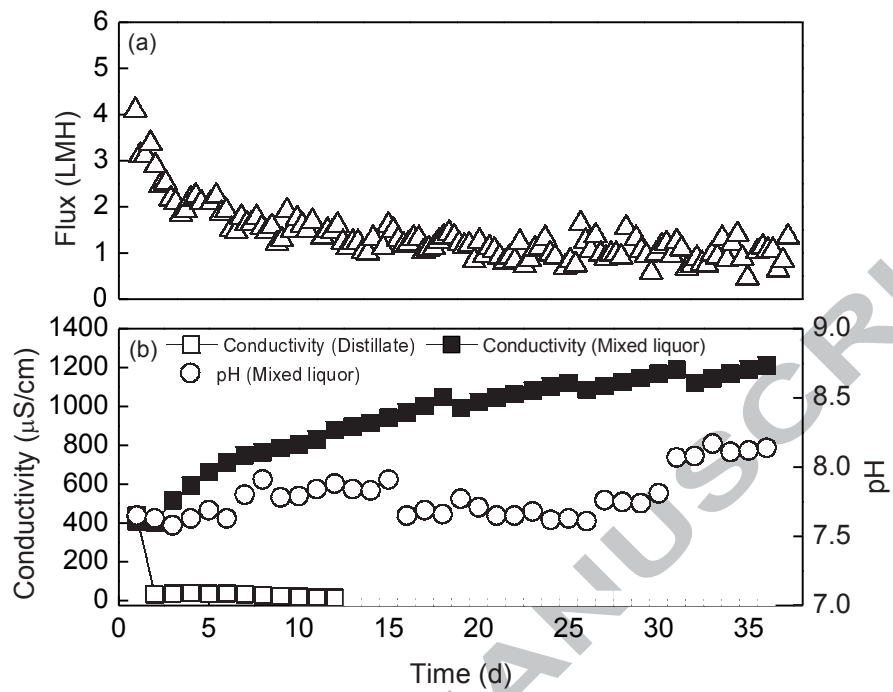 (a)
6
5
4
3
2
1
0
Flux (LMH)
(b)
Conductivity (Distillate)
Conductivity (Mixed liquor)
pH (Mixed liquor)
1400
1200
1000
800
600
400
200
0
Conductivity (µS/cm)
9.0
8.5
8.0
7.5
7.0
pH
0 5 10 15 20 25 30 35
Time (d)
ANUSCRI